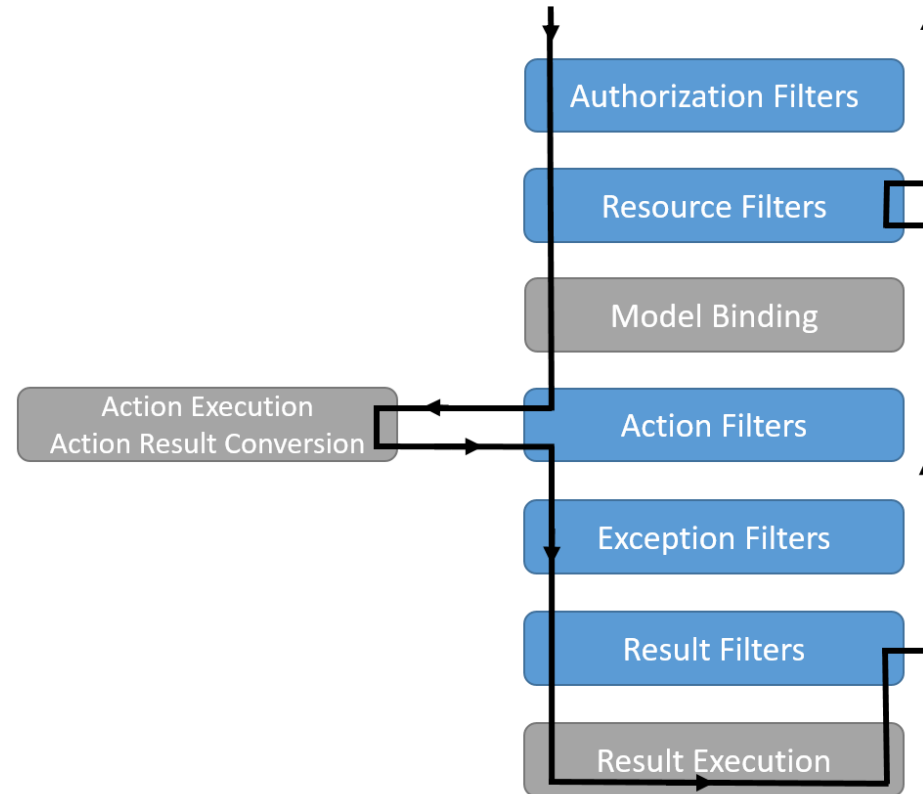 Authorization Filters
Resource Filters
Model Binding
Action Execution
Action Result Conversion
Action Filters
Exception Filters
Result Filters
Result Execution